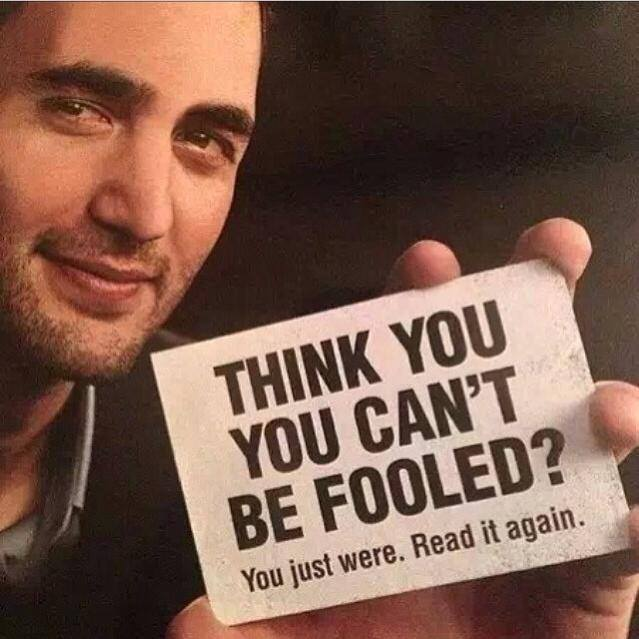 THINK YOU
YOU CAN'T
BE FOOLED?
You just were. Read it again.